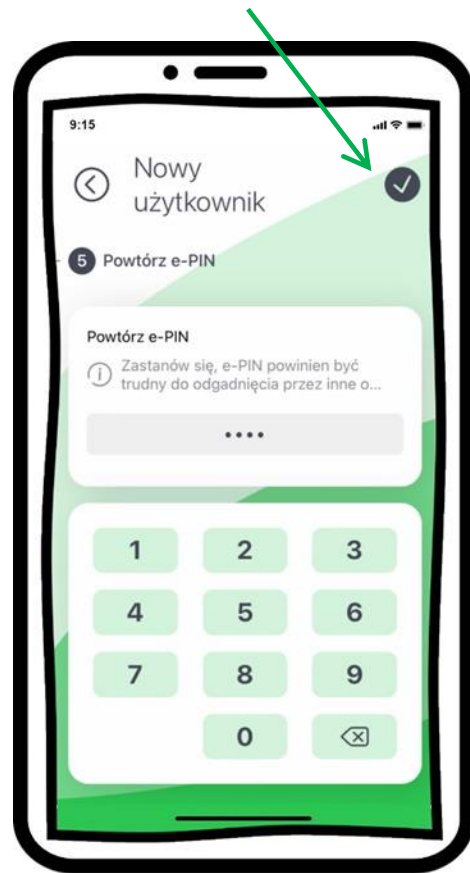 9:15
Nowy
użytkownik
5 Powtórz e-PIN
Powtórz e-PIN
Zastanów się, e-PIN powinien być
trudny do odgadnięcia przez inne o...
••••
1 2 3
4 5 6
7 8 9
0